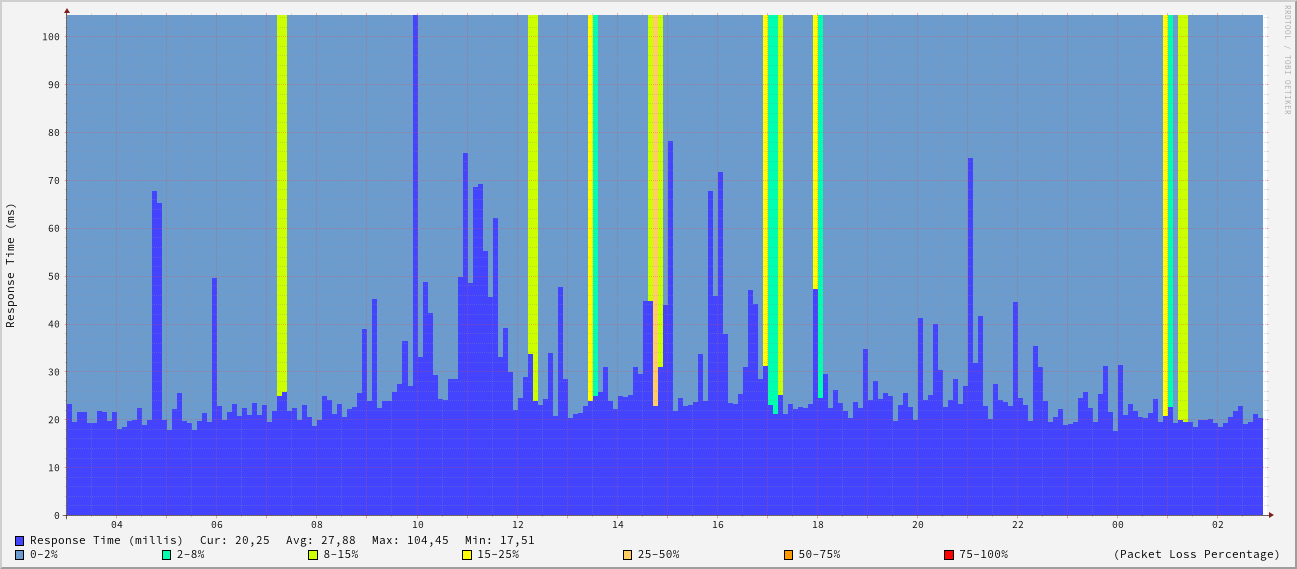 RRDTOOL / TOBI OETIKER
Response Time (ms)
100
90
80
70
60
50
40
30
20
10
0
04 06 08 10 12 14 16 18 20 22 00 02
Response Time (millis) Cur: 20,25 Avg: 27,88 Max: 104,45 Min: 17,51
0-2% 2-8% 8-15% 15-25% 25-50% 50-75% 75-100% (Packet Loss Percentage)